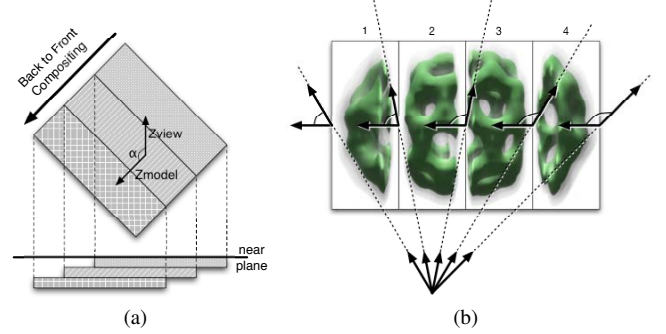 Back to Front
Compositing
Zview
α
Zmodel
near
plane
(a)
1 2 3 4
(b)